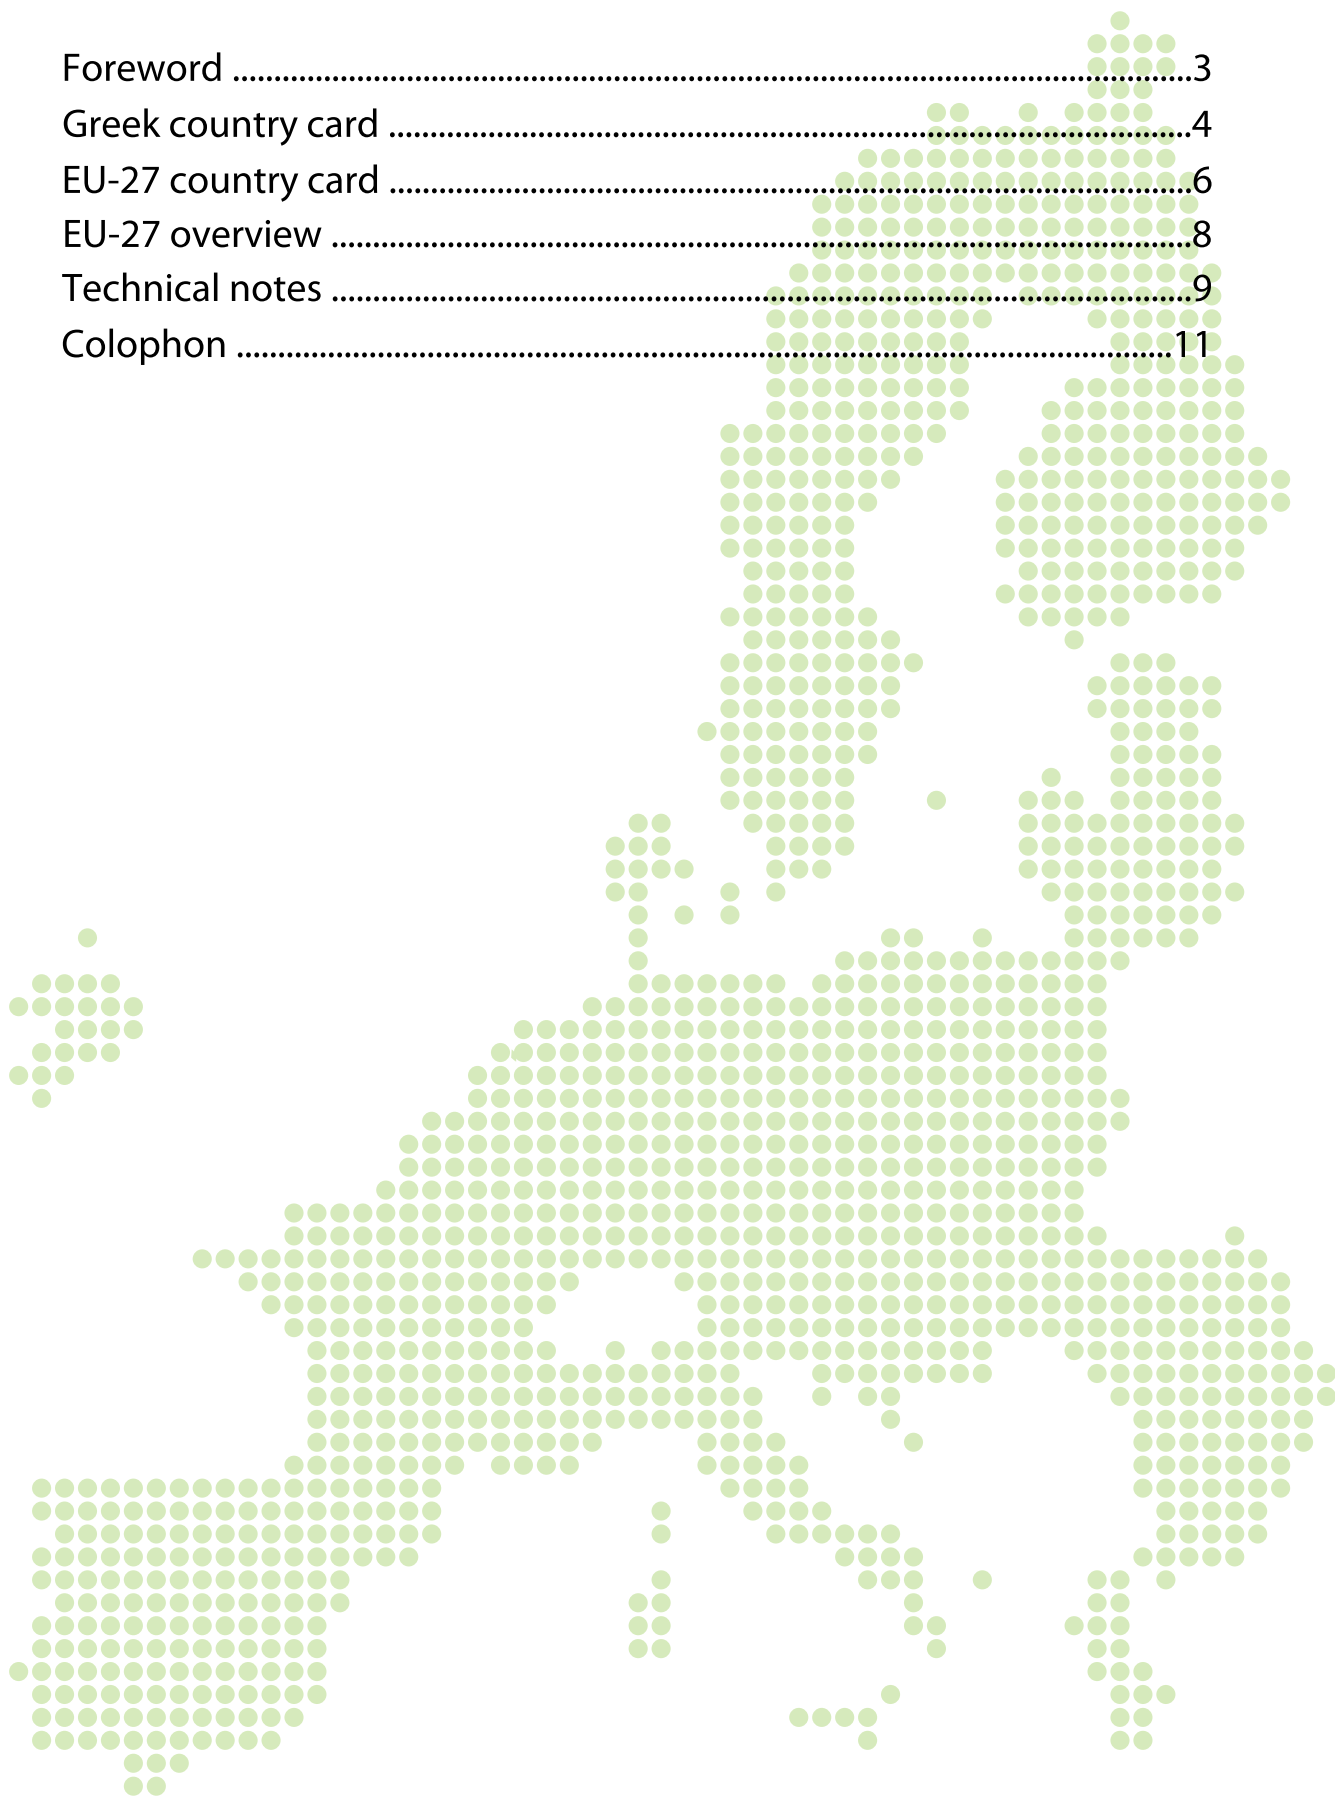 Foreword ........................................................................................................................3
Greek country card ....................................................................................................4
EU-27 country card ....................................................................................................6
EU-27 overview ...........................................................................................................8
Technical notes ...........................................................................................................9
Colophon ....................................................................................................................11